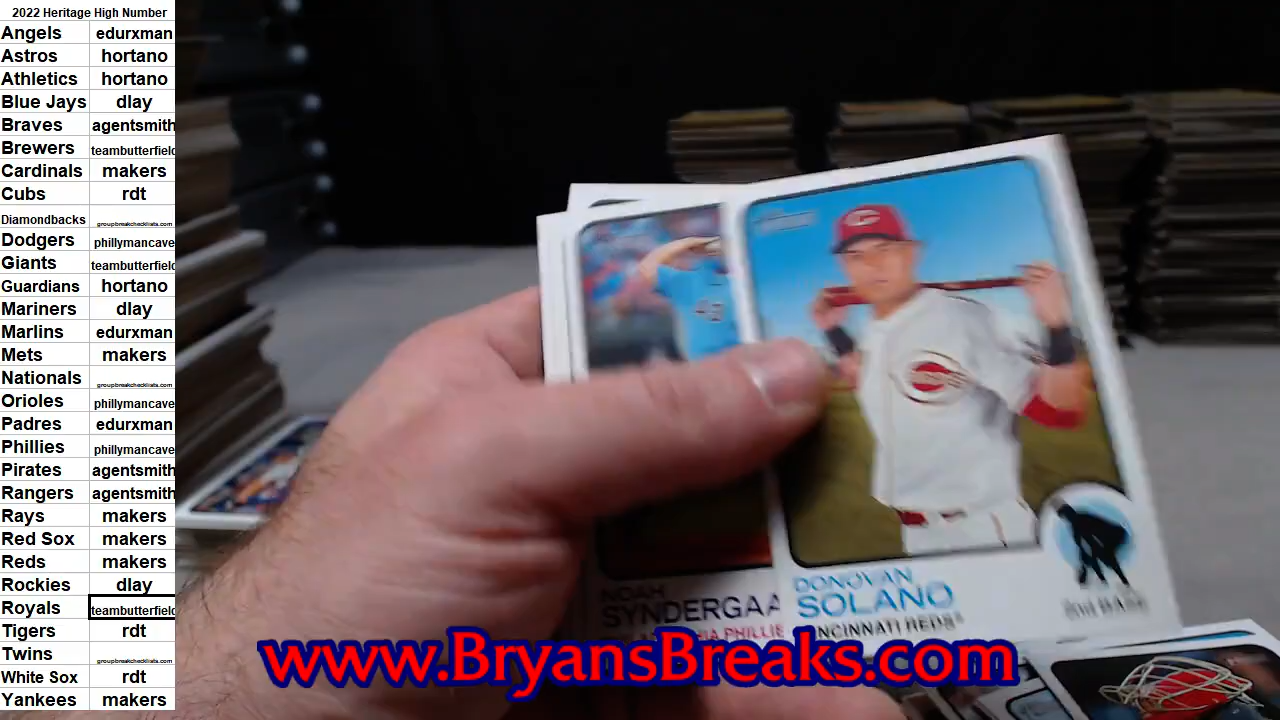 2022 Heritage High Number
Angels edurxman
Astros hortano
Athletics hortano
Blue Jays dlay
Braves agentsmith
Brewers teambutterfield
Cardinals makers
Cubs rdt
Diamondbacks groupbreakchecklists.com
Dodgers phillymancave
Giants teambutterfield
Guardians hortano
Mariners dlay
Marlins edurxman
Mets makers
Nationals groupbreakchecklists.com
Orioles phillymancave
Padres edurxman
Phillies phillymancave
Pirates agentsmith
Rangers agentsmith
Rays makers
Red Sox makers
Reds makers
Rockies dlay
Royals teambutterfield
Tigers rdt
Twins groupbreakchecklists.com
White Sox rdt
Yankees makers
NOAH
SYNDERGAA
IA PHILLIE
DONOVAN
SOLANO
NCINNATI REDS
2nd BASE
www.BryansBreaks.com